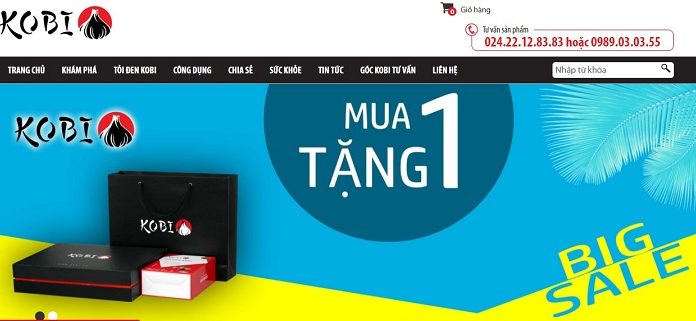 KOBI
0
Giỏ hàng
Tư vấn sản phẩm
024.22.12.83.83 hoặc 0989.03.03.55
TRANG CHỦ KHÁM PHÁ TỎI ĐEN KOBI CÔNG DỤNG CHIA SẺ SỨC KHỎE TIN TỨC GÓC KOBI TƯ VẤN LIÊN HỆ
Nhập từ khóa
KOBI
MUA 1
TẶNG 1
KOBI
BIG
SALE